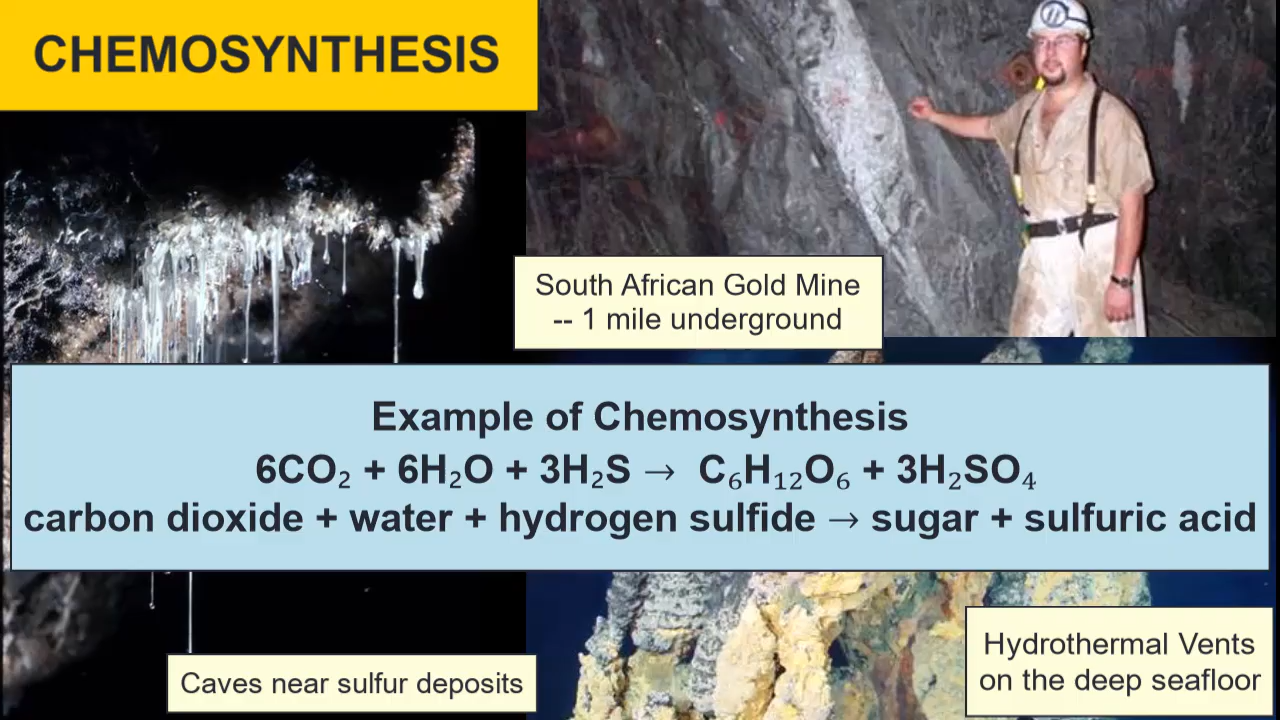 CHEMOSYNTHESIS
South African Gold Mine
-- 1 mile underground
Example of Chemosynthesis
6CO₂ + 6H₂O + 3H₂S → C₆H₁₂O₆ + 3H₂SO₄
carbon dioxide + water + hydrogen sulfide → sugar + sulfuric acid
Caves near sulfur deposits
Hydrothermal Vents
on the deep seafloor